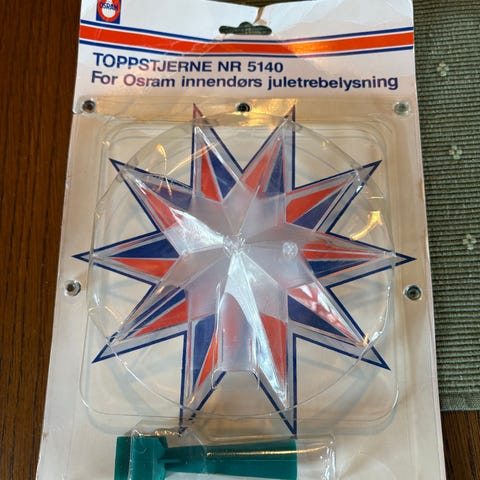 OSRAM
TOPPSTJERNE NR 5140
For Osram innendørs juletrebelysning